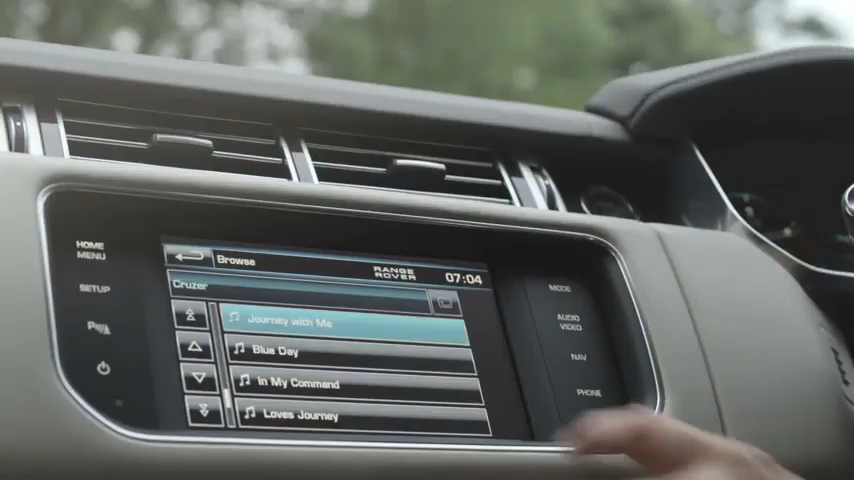 HOME
MENU
SETUP
Browse
RANGE
ROVER
07:04
Cruzer
Journey with Me
Blue Day
In My Command
Loves Journey
MODE
AUDIO
VIDEO
NAV
PHONE